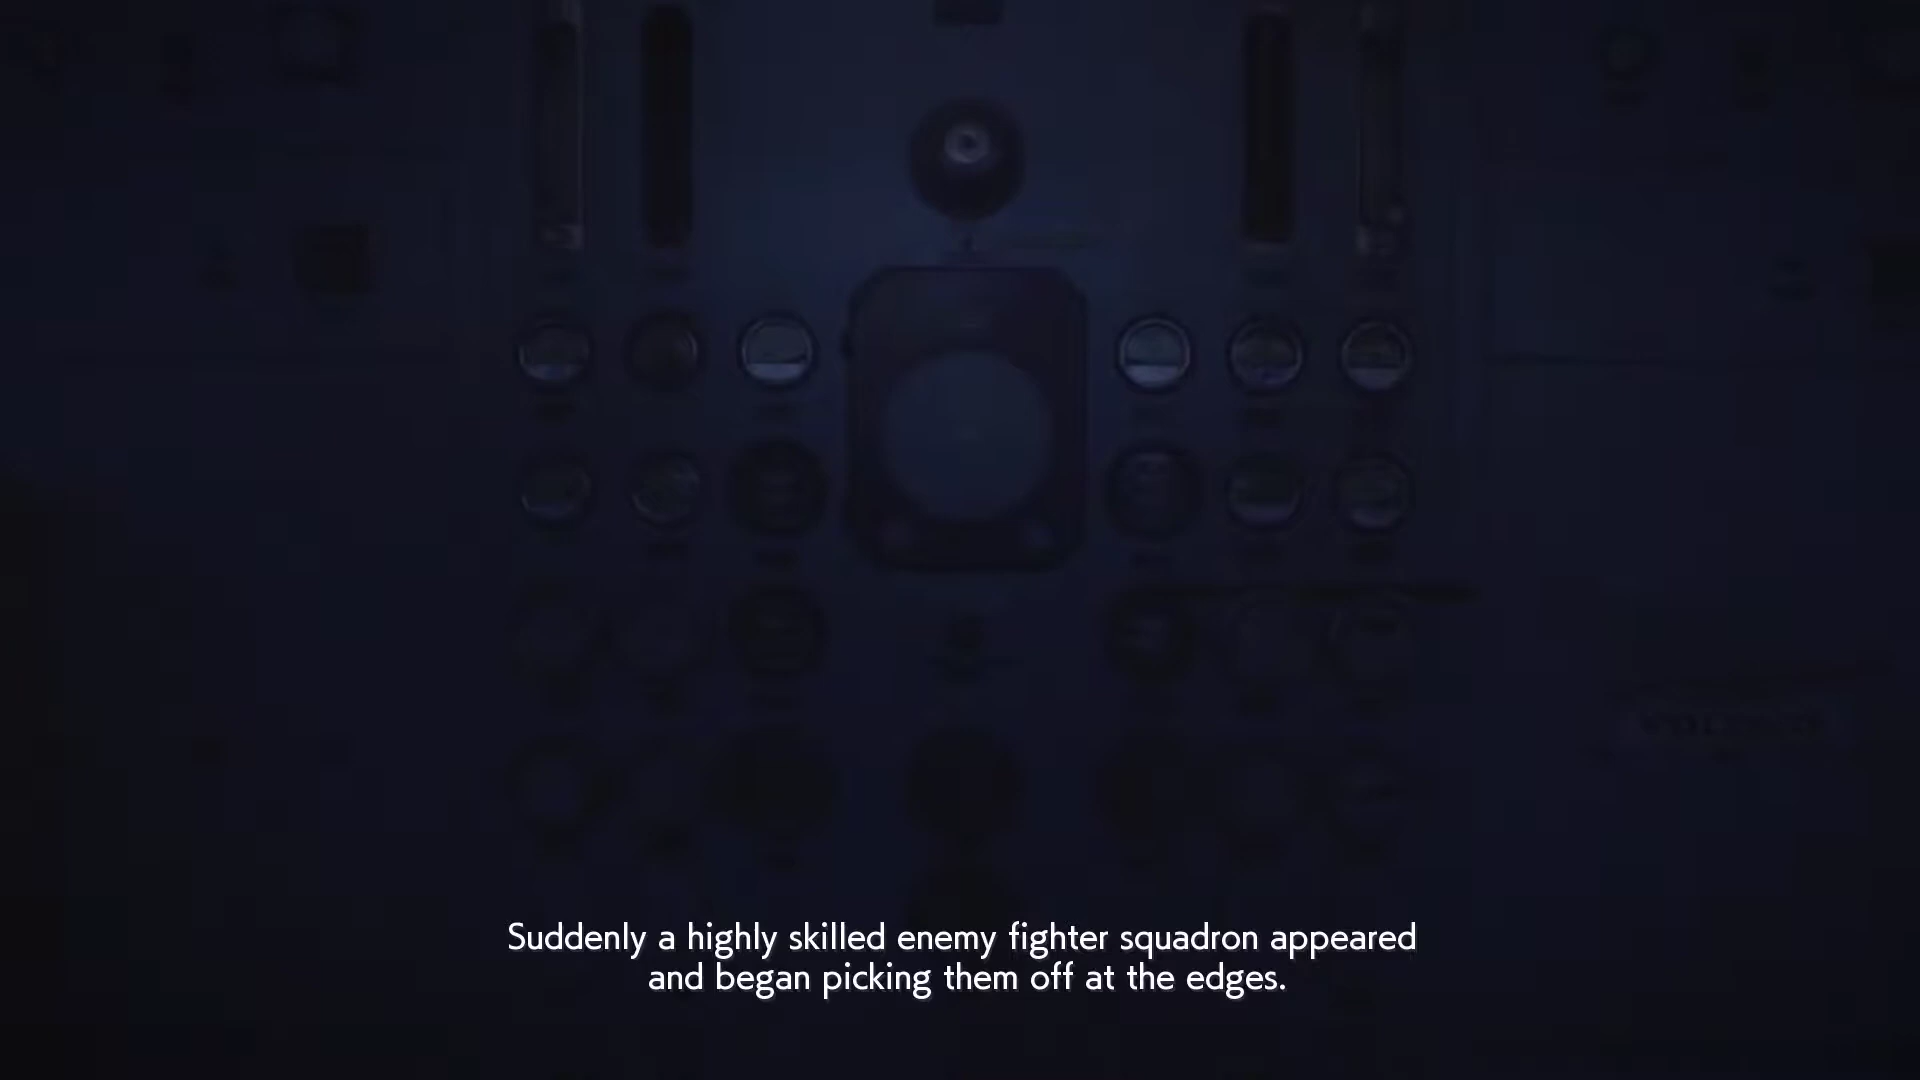 Suddenly a highly skilled enemy fighter squadron appeared
and began picking them off at the edges.